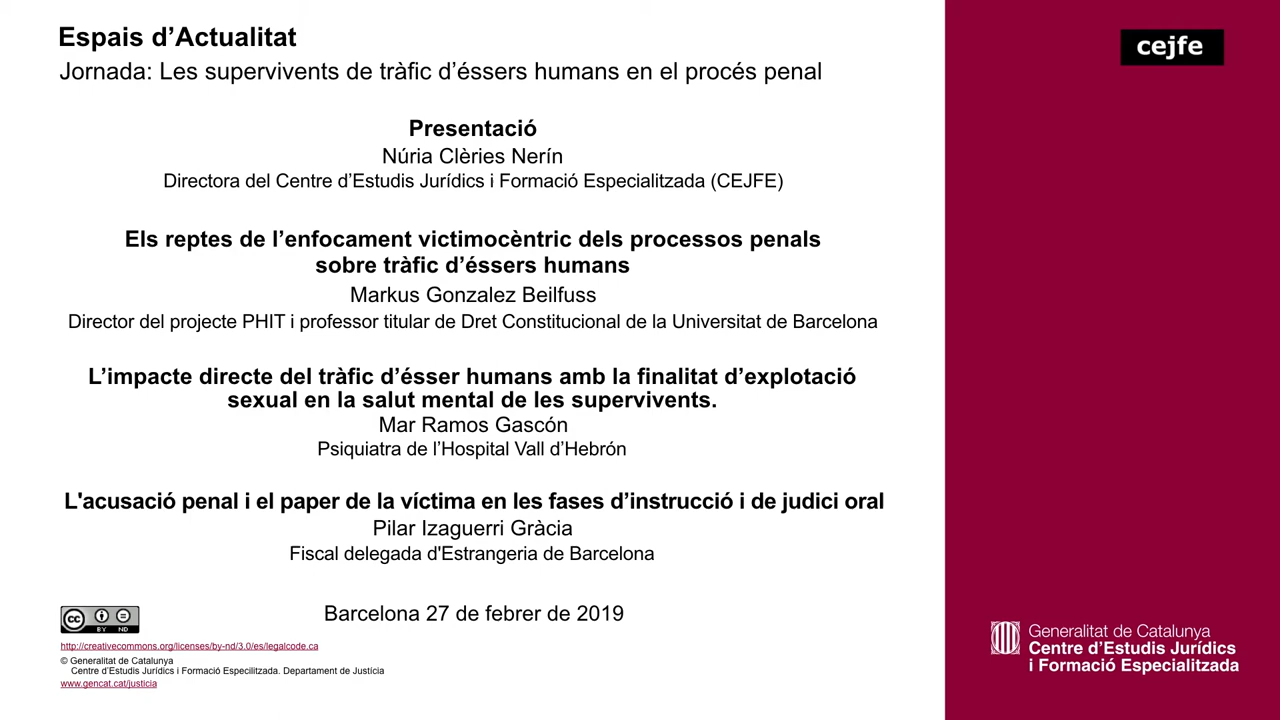 Espais d’Actualitat
cejfe
Jornada: Les supervivents de tràfic d’éssers humans en el procés penal
Presentació
Núria Clèries Nerín
Directora del Centre d’Estudis Jurídics i Formació Especialitzada (CEJFE)
Els reptes de l’enfocament victimocèntric dels processos penals
sobre tràfic d’éssers humans
Markus Gonzalez Beilfuss
Director del projecte PHIT i professor titular de Dret Constitucional de la Universitat de Barcelona
L’impacte directe del tràfic d’ésser humans amb la finalitat d’explotació
sexual en la salut mental de les supervivents.
Mar Ramos Gascón
Psiquiatra de l’Hospital Vall d’Hebrón
L'acusació penal i el paper de la víctima en les fases d’instrucció i de judici oral
Pilar Izaguerri Gràcia
Fiscal delegada d'Estrangeria de Barcelona
Barcelona 27 de febrer de 2019
cc BY ND
http://creativecommons.org/licenses/by-nd/3.0/es/legalcode.ca
© Generalitat de Catalunya
Centre d’Estudis Jurídics i Formació Especilitzada. Departament de Justícia
www.gencat.cat/justicia
Generalitat de Catalunya
Centre d’Estudis Jurídics
i Formació Especialitzada